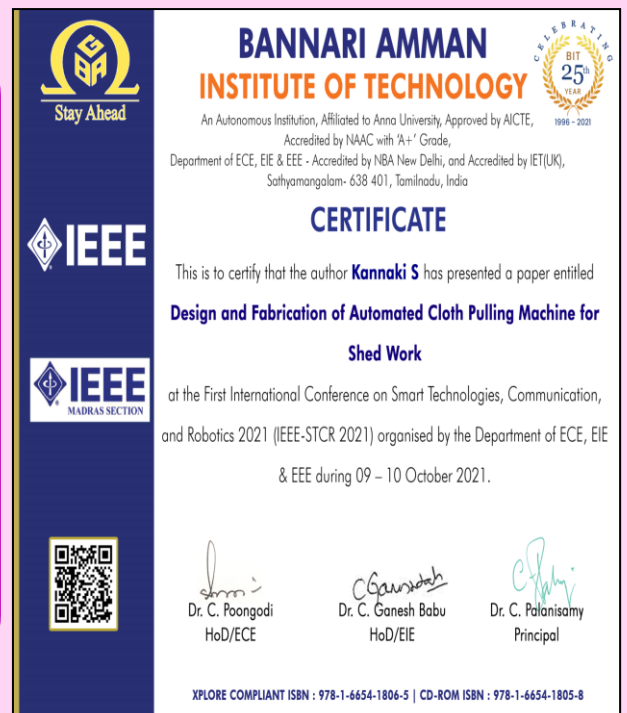 GBA
Stay Ahead
BANNARI AMMAN
INSTITUTE OF TECHNOLOGY
CELEBRATING
BIT
25th
YEAR
1996 - 2021
An Autonomous Institution, Affiliated to Anna University, Approved by AICTE,
Accredited by NAAC with 'A+' Grade,
Department of ECE, EIE & EEE - Accredited by NBA New Delhi, and Accredited by IET(UK),
Sathyamangalam- 638 401, Tamilnadu, India
CERTIFICATE
IEEE
This is to certify that the author Kannaki S has presented a paper entitled
Design and Fabrication of Automated Cloth Pulling Machine for
Shed Work
IEEE
MADRAS SECTION
at the First International Conference on Smart Technologies, Communication,
and Robotics 2021 (IEEE-STCR 2021) organised by the Department of ECE, EIE
& EEE during 09 – 10 October 2021.
Dr. C. Poongodi
HoD/ECE
Dr. C. Ganesh Babu
HoD/EIE
Dr. C. Palanisamy
Principal
XPLORE COMPLIANT ISBN : 978-1-6654-1806-5 | CD-ROM ISBN : 978-1-6654-1805-8